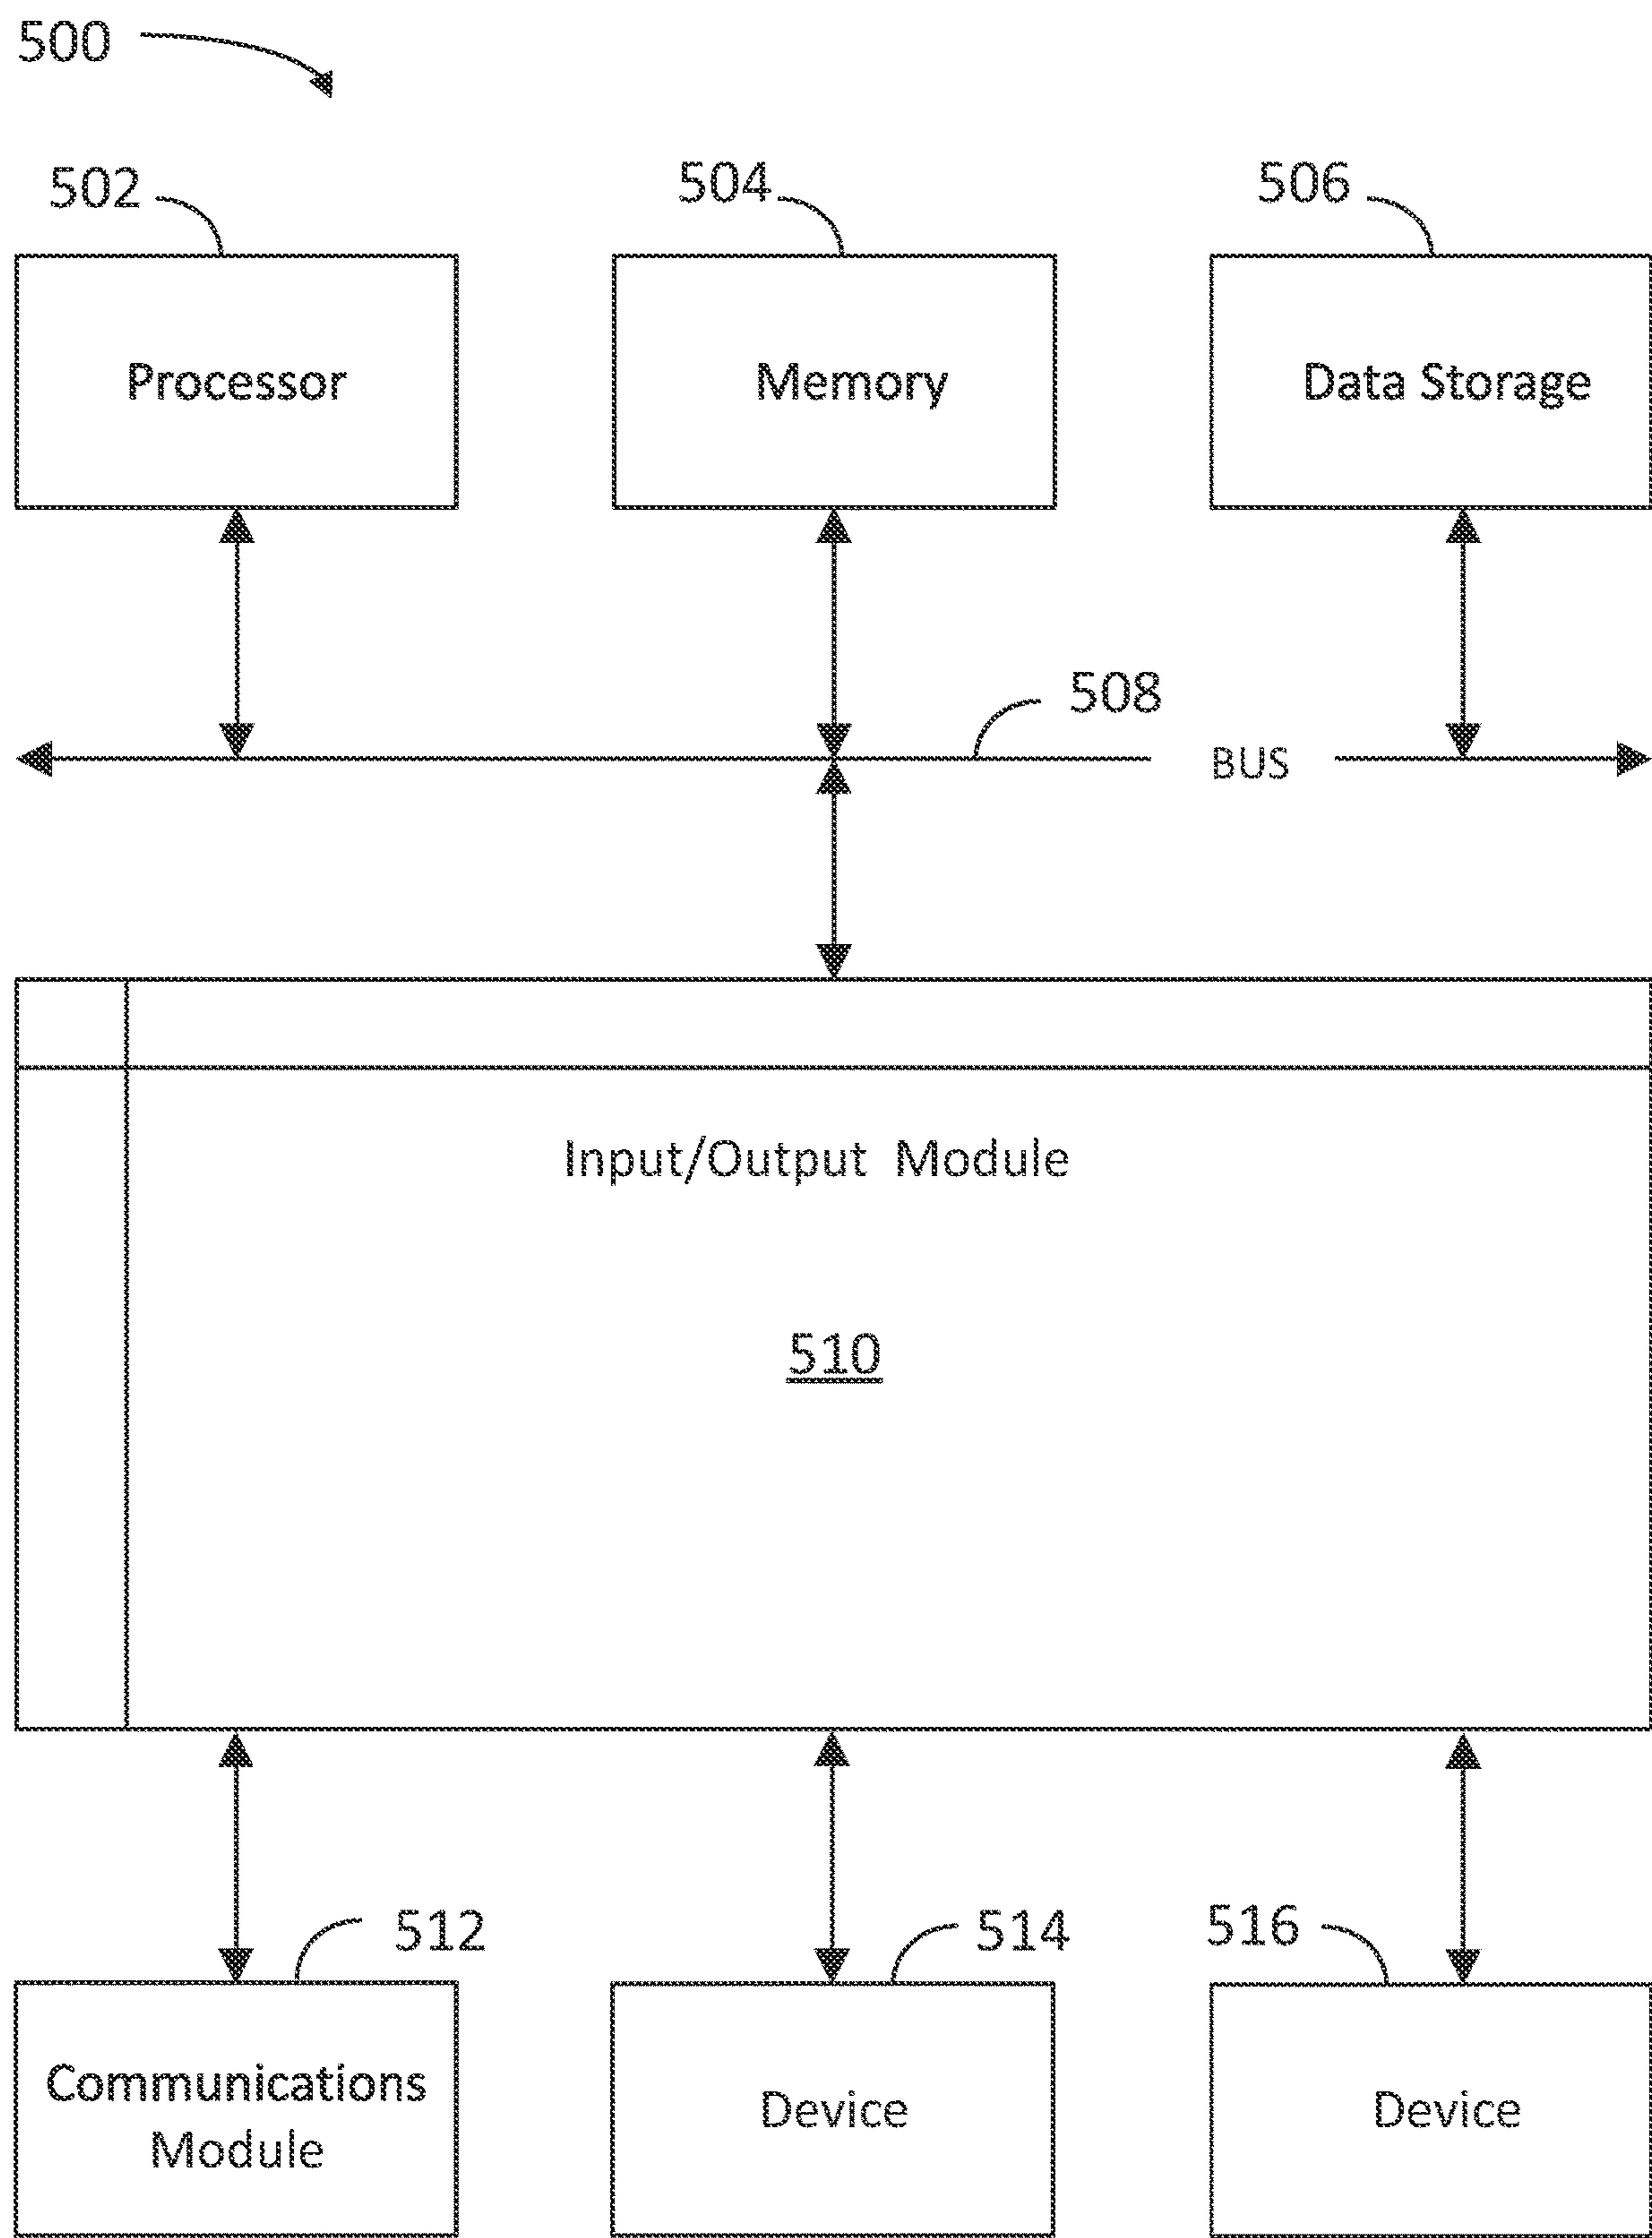 500
502
504
506
Processor
Memory
Data Storage
508
BUS
Input/Output Module
510
512
514
516
Communications
Module
Device
Device